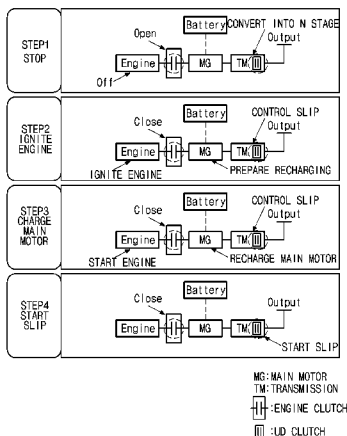 STEP1
STOP
Open
Battery
CONVERT INTO N STAGE
Output
Engine
MG
TM
Off
STEP2
IGNITE
ENGINE
Close
Battery
CONTROL SLIP
Output
Engine
MG
TM
IGNITE ENGINE
PREPARE RECHARGING
STEP3
CHARGE
MAIN
MOTOR
Close
Battery
CONTROL SLIP
Output
Engine
MG
TM
START ENGINE
RECHARGE MAIN MOTOR
STEP4
START
SLIP
Close
Battery
Output
Engine
MG
TM
START SLIP
MG:MAIN MOTOR
TM:TRANSMISSION
:ENGINE CLUTCH
:UD CLUTCH